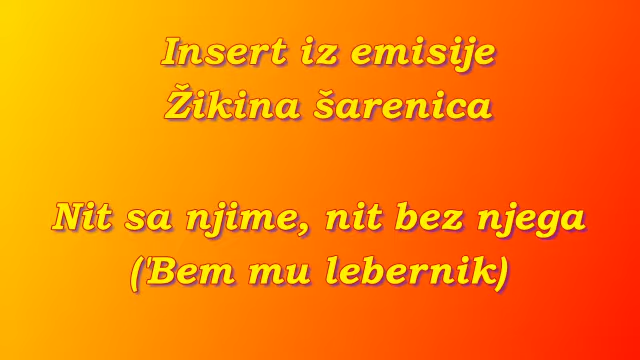 Insert iz emisije
Žikina šarenica
Nit sa njime, nit bez njega
('Bem mu lebernik)